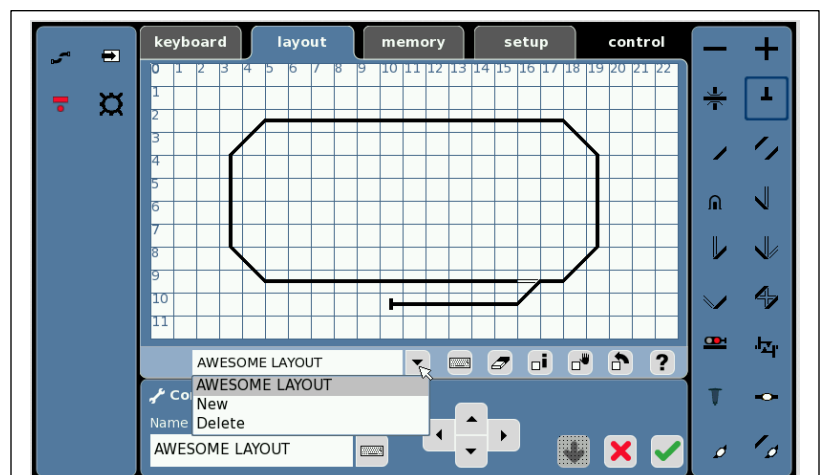 keyboard layout memory setup control
0 1 2 3 4 5 6 7 8 9 10 11 12 13 14 15 16 17 18 19 20 21 22
1
2
3
4
5
6
7
8
9
10
11
AWESOME LAYOUT
i ?
AWESOME LAYOUT
Co
New
Name
Delete
AWESOME LAYOUT